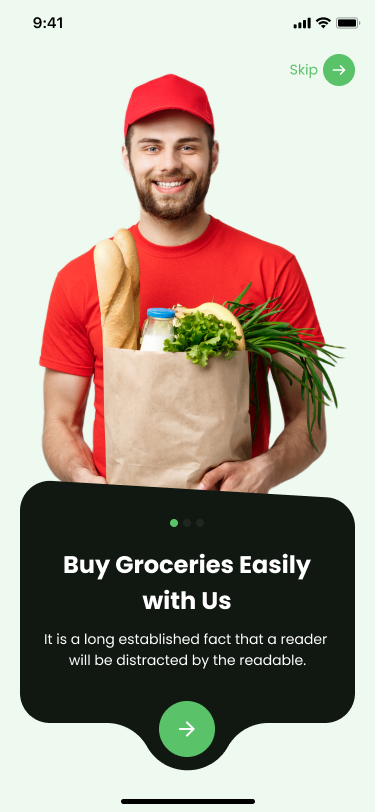 9:41
Skip
Buy Groceries Easily
with Us
It is a long established fact that a reader
will be distracted by the readable.